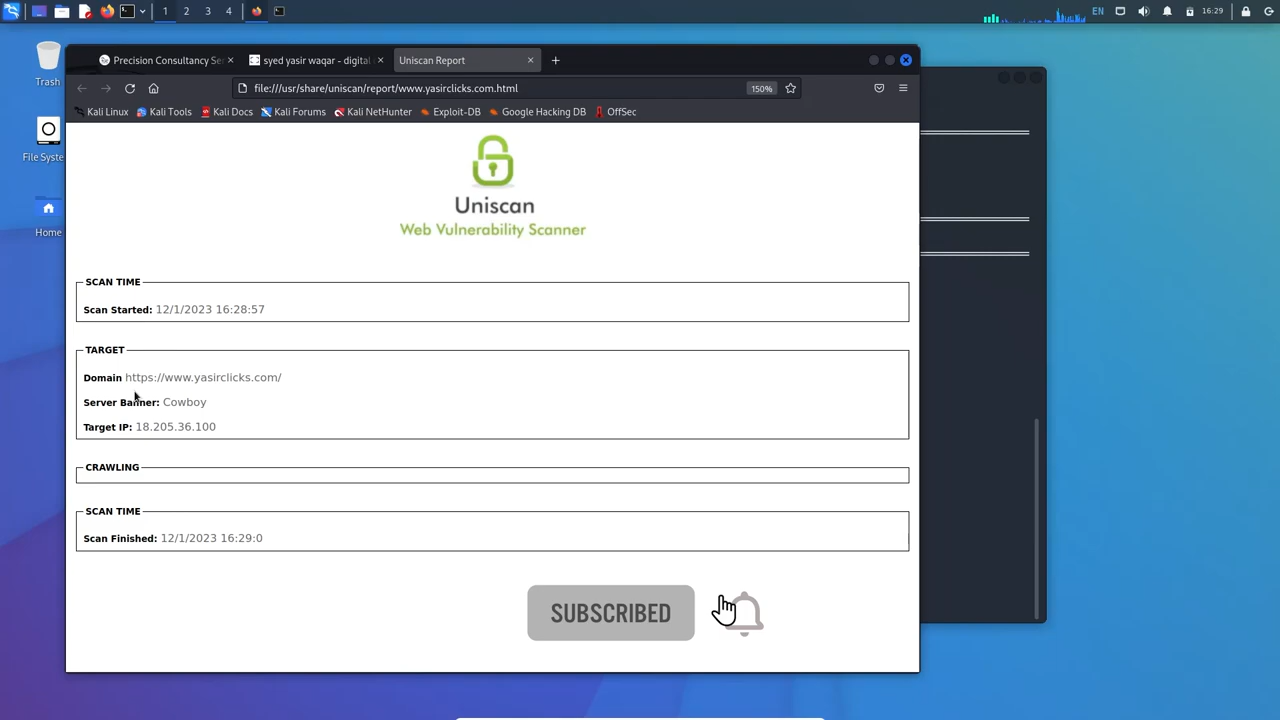 1
2
3
4
EN
16:29
Trash
File Syste
Home
Precision Consultancy Se
syed yasir waqar - digital
Uniscan Report
file:///usr/share/uniscan/report/www.yasirclicks.com.html
150%
Kali Linux
Kali Tools
Kali Docs
Kali Forums
Kali NetHunter
Exploit-DB
Google Hacking DB
OffSec
Uniscan
Web Vulnerability Scanner
SCAN TIME
Scan Started: 12/1/2023 16:28:57
TARGET
Domain https://www.yasirclicks.com/
Server Banner: Cowboy
Target IP: 18.205.36.100
CRAWLING
SCAN TIME
Scan Finished: 12/1/2023 16:29:0
SUBSCRIBED